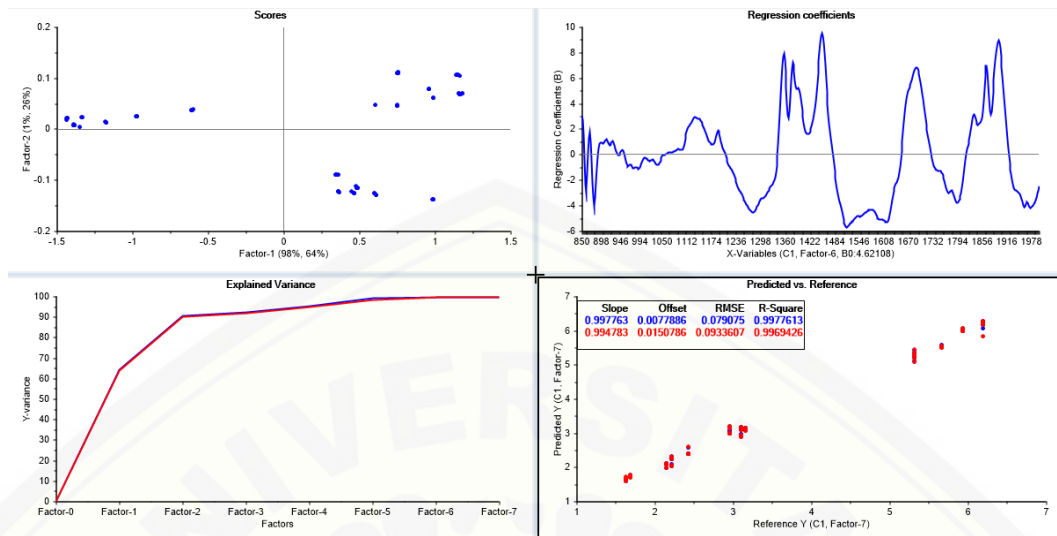 Scores
0.2
0.1
0
-0.1
-0.2
Factor-2 (1%, 26%)
-1.5 -1 -0.5 0 0.5 1 1.5
Factor-1 (98%, 64%)
Regression coefficients
10
8
6
4
2
0
-2
-4
-6
Regression Coefficients (B)
850 898 946 994 1050 1112 1174 1236 1298 1360 1422 1484 1546 1608 1670 1732 1794 1856 1916 1978
X-Variables (C1, Factor-6, B0:4.62108)
Explained Variance
100
90
80
70
60
50
40
30
20
10
0
Y-variance
Factor-0 Factor-1 Factor-2 Factor-3 Factor-4 Factor-5 Factor-6 Factor-7
Factors
Predicted vs. Reference
Slope Offset RMSE R-Square
0.997763 0.0077886 0.079075 0.9977613
0.994783 0.0150786 0.0933607 0.9969426
7
6
5
4
3
2
1
Predicted Y (C1, Factor-7)
1 2 3 4 5 6 7
Reference Y (C1, Factor-7)
UNIVERSIT